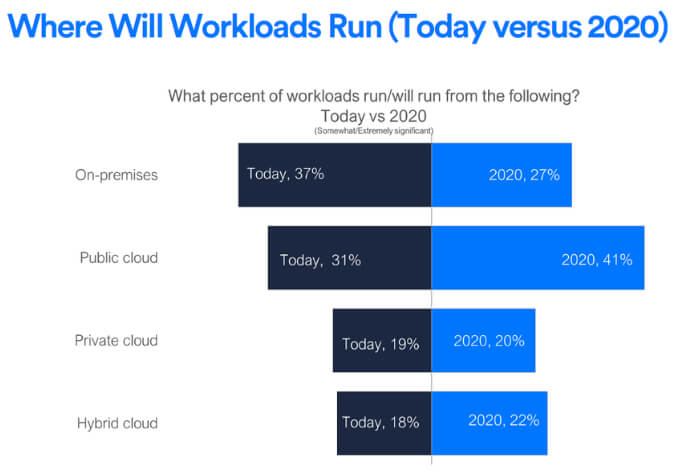 Where Will Workloads Run (Today versus 2020)
What percent of workloads run/will run from the following?
Today vs 2020
(Somewhat/Extremely significant)
On-premises
Today, 37%
2020, 27%
Public cloud
Today, 31%
2020, 41%
Private cloud
Today, 19%
2020, 20%
Hybrid cloud
Today, 18%
2020, 22%